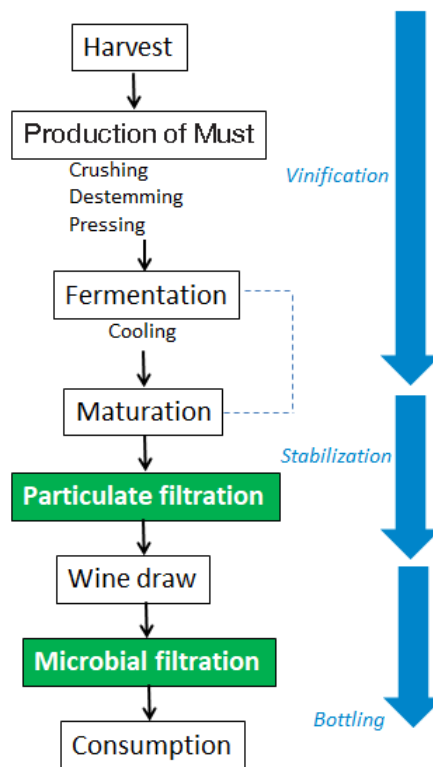 Harvest
Production of Must
Crushing
Destemming
Pressing
Vinification
Fermentation
Cooling
Maturation
Stabilization
Particulate filtration
Wine draw
Microbial filtration
Bottling
Consumption